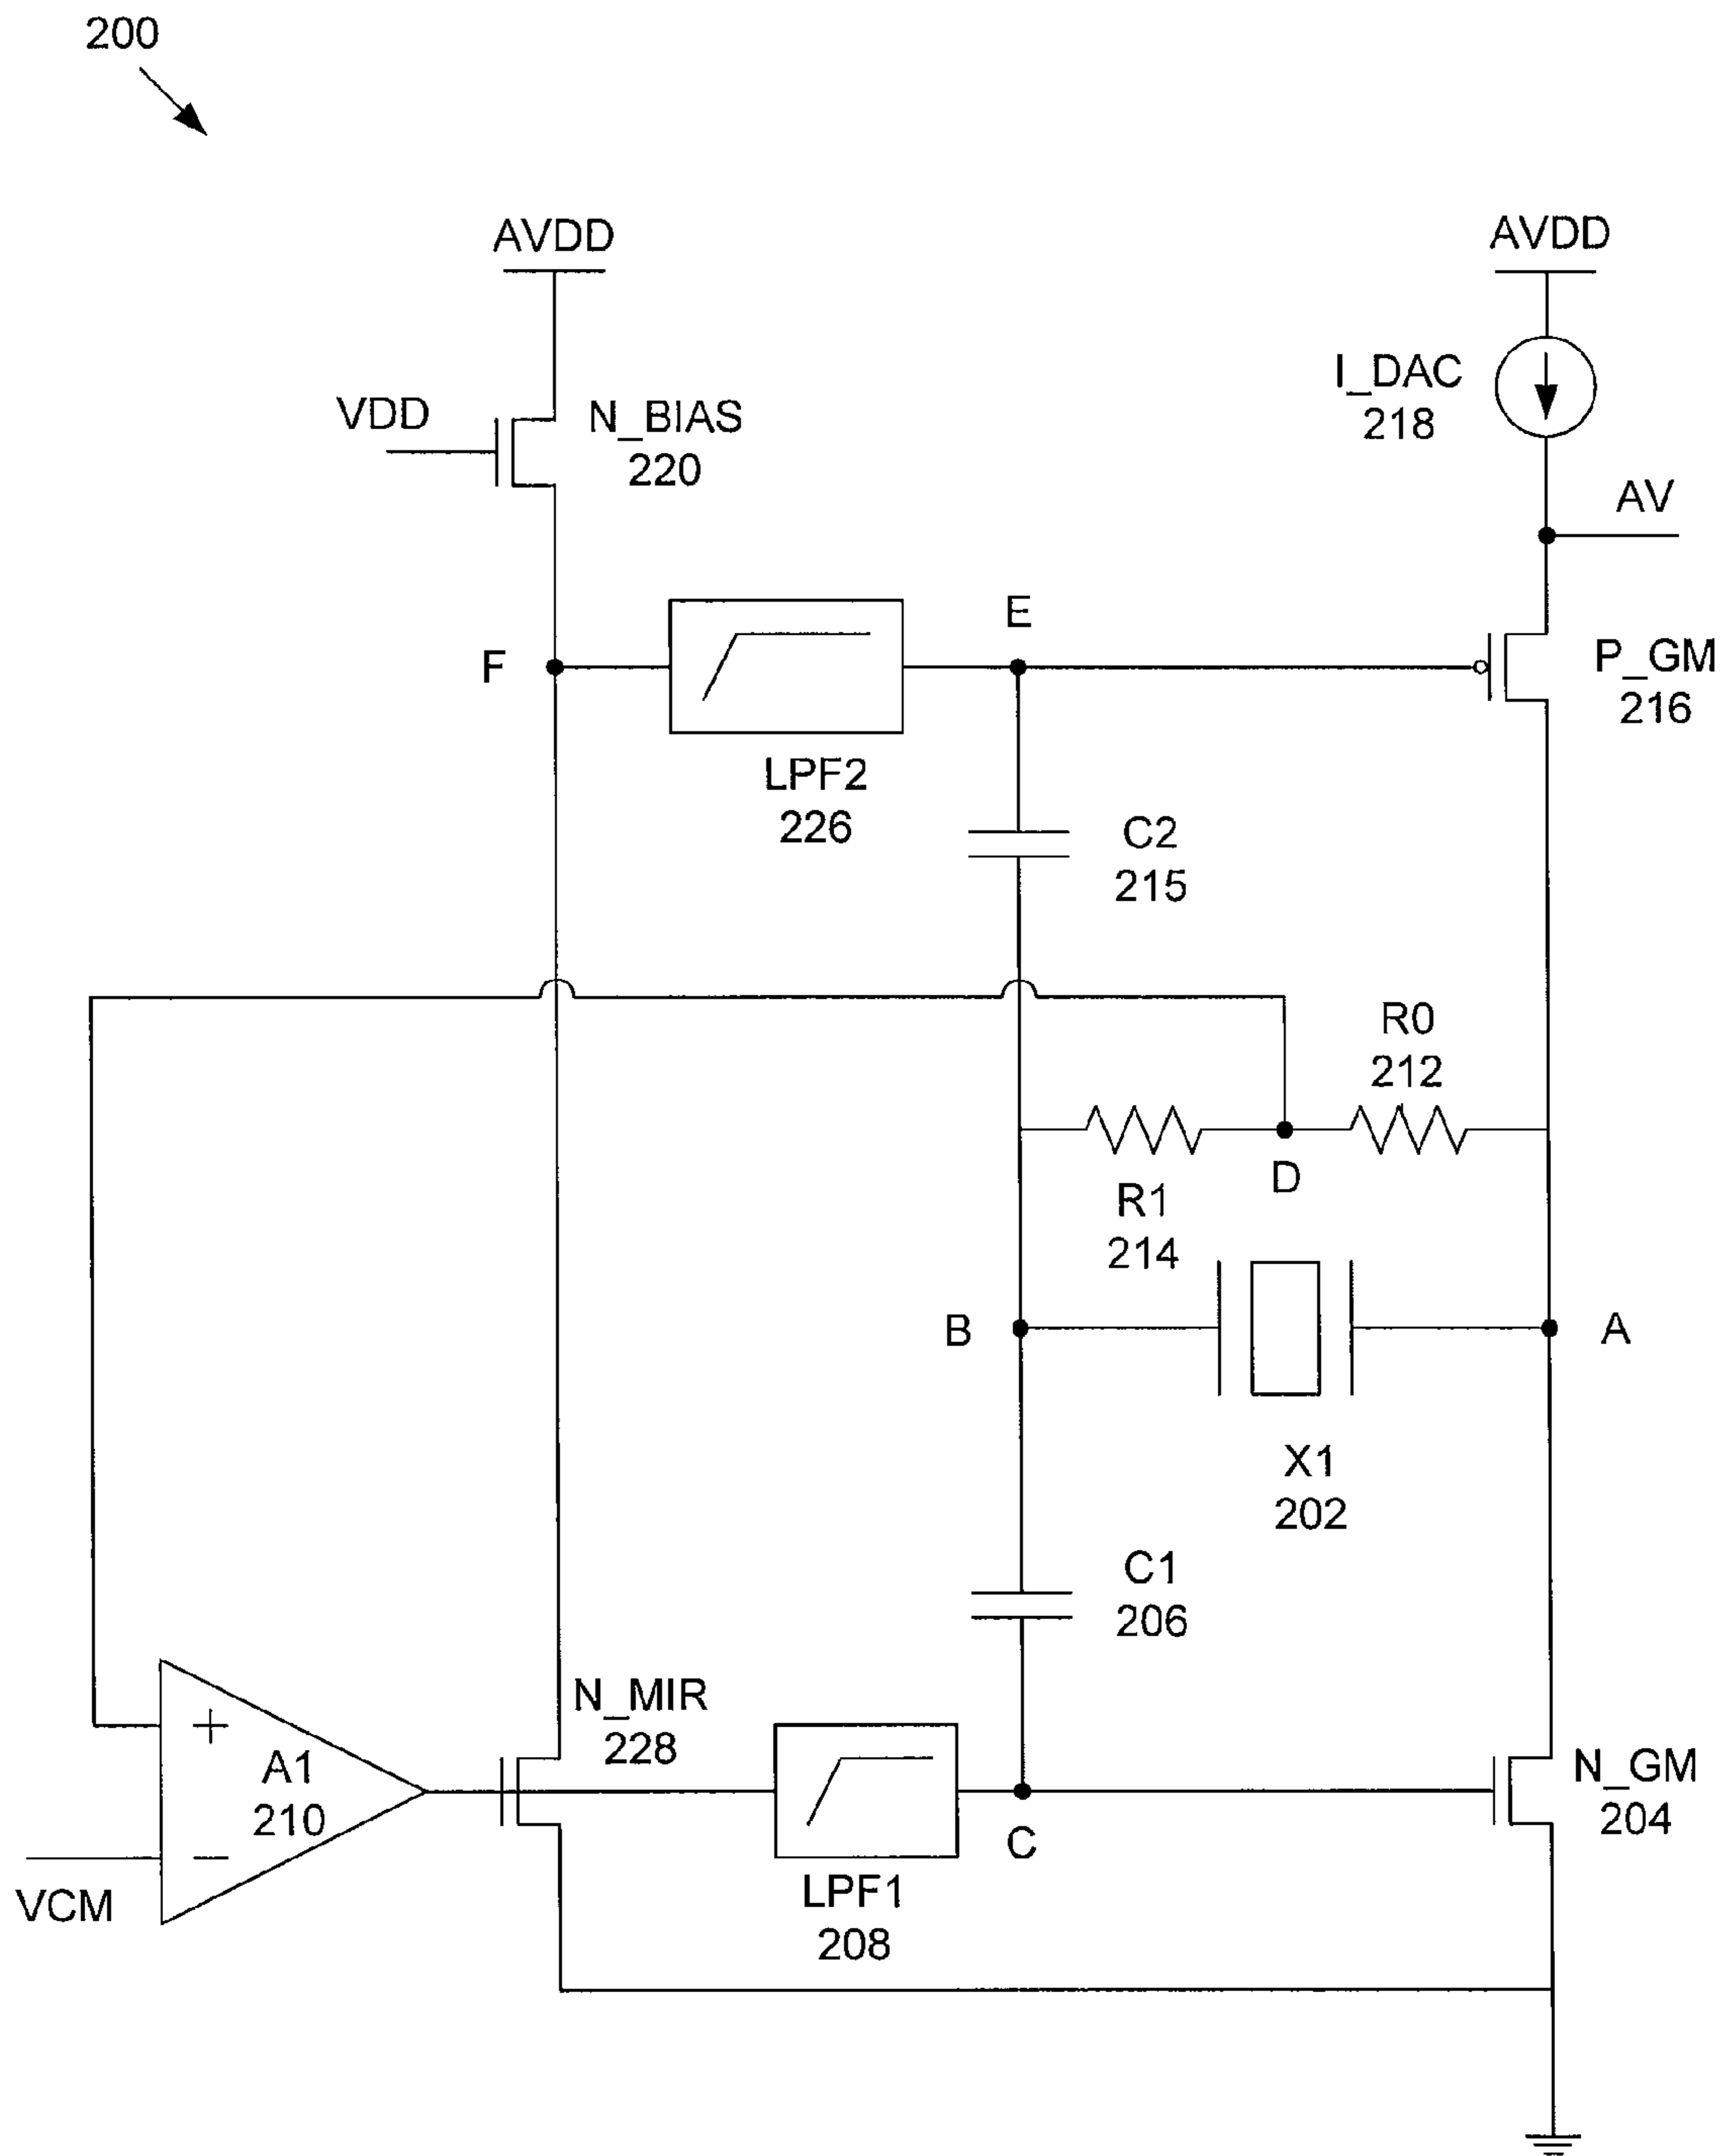 200
AVDD
AVDD
I_DAC
218
VDD
N_BIAS
220
AV
E
F
P_GM
216
LPF2
226
C2
215
R0
212
D
R1
214
B
A
X1
202
C1
206
N_MIR
228
+
A1
210
−
N_GM
204
C
VCM
LPF1
208